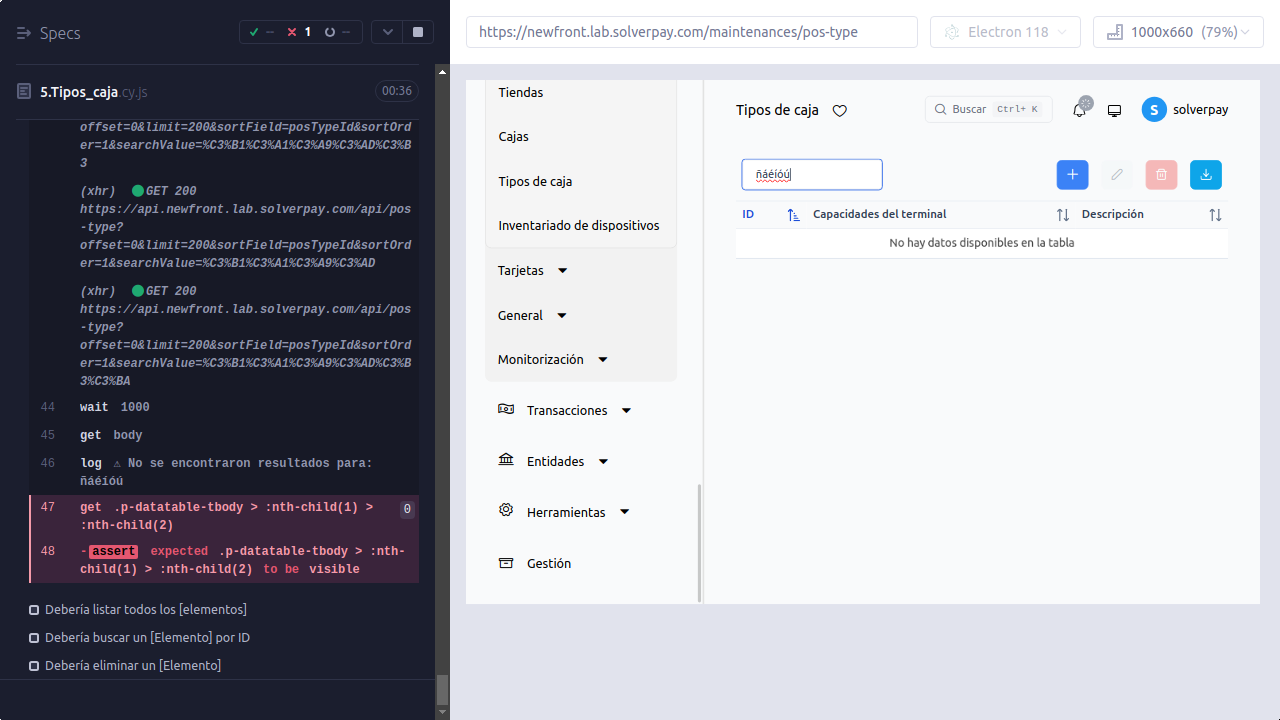 Specs
-- 1 --
5.Tipos_caja.cy.js 00:36
offset=0&limit=200&sortField=posTypeId&sortOrd
er=1&searchValue=%C3%B1%C3%A1%C3%A9%C3%AD%C3%B
3
(xhr) GET 200
https://api.newfront.lab.solverpay.com/api/pos
-type?
offset=0&limit=200&sortField=posTypeId&sortOrd
er=1&searchValue=%C3%B1%C3%A1%C3%A9%C3%AD
(xhr) GET 200
https://api.newfront.lab.solverpay.com/api/pos
-type?
offset=0&limit=200&sortField=posTypeId&sortOrd
er=1&searchValue=%C3%B1%C3%A1%C3%A9%C3%AD%C3%B
3%C3%BA
44 wait 1000
45 get body
46 log ⚠ No se encontraron resultados para:
ñáéíóú
47 get .p-datatable-tbody > :nth-child(1) > 0
:nth-child(2)
48 -assert expected .p-datatable-tbody > :nth-
child(1) > :nth-child(2) to be visible
Debería listar todos los [elementos]
Debería buscar un [Elemento] por ID
Debería eliminar un [Elemento]
https://newfront.lab.solverpay.com/maintenances/pos-type
Electron 118
1000x660 (79%)
Tiendas
Cajas
Tipos de caja
Inventariado de dispositivos
Tarjetas
General
Monitorización
Transacciones
Entidades
Herramientas
Gestión
Tipos de caja
Buscar Ctrl+ K
S solverpay
ñáéíóú
ID Capacidades del terminal Descripción
No hay datos disponibles en la tabla